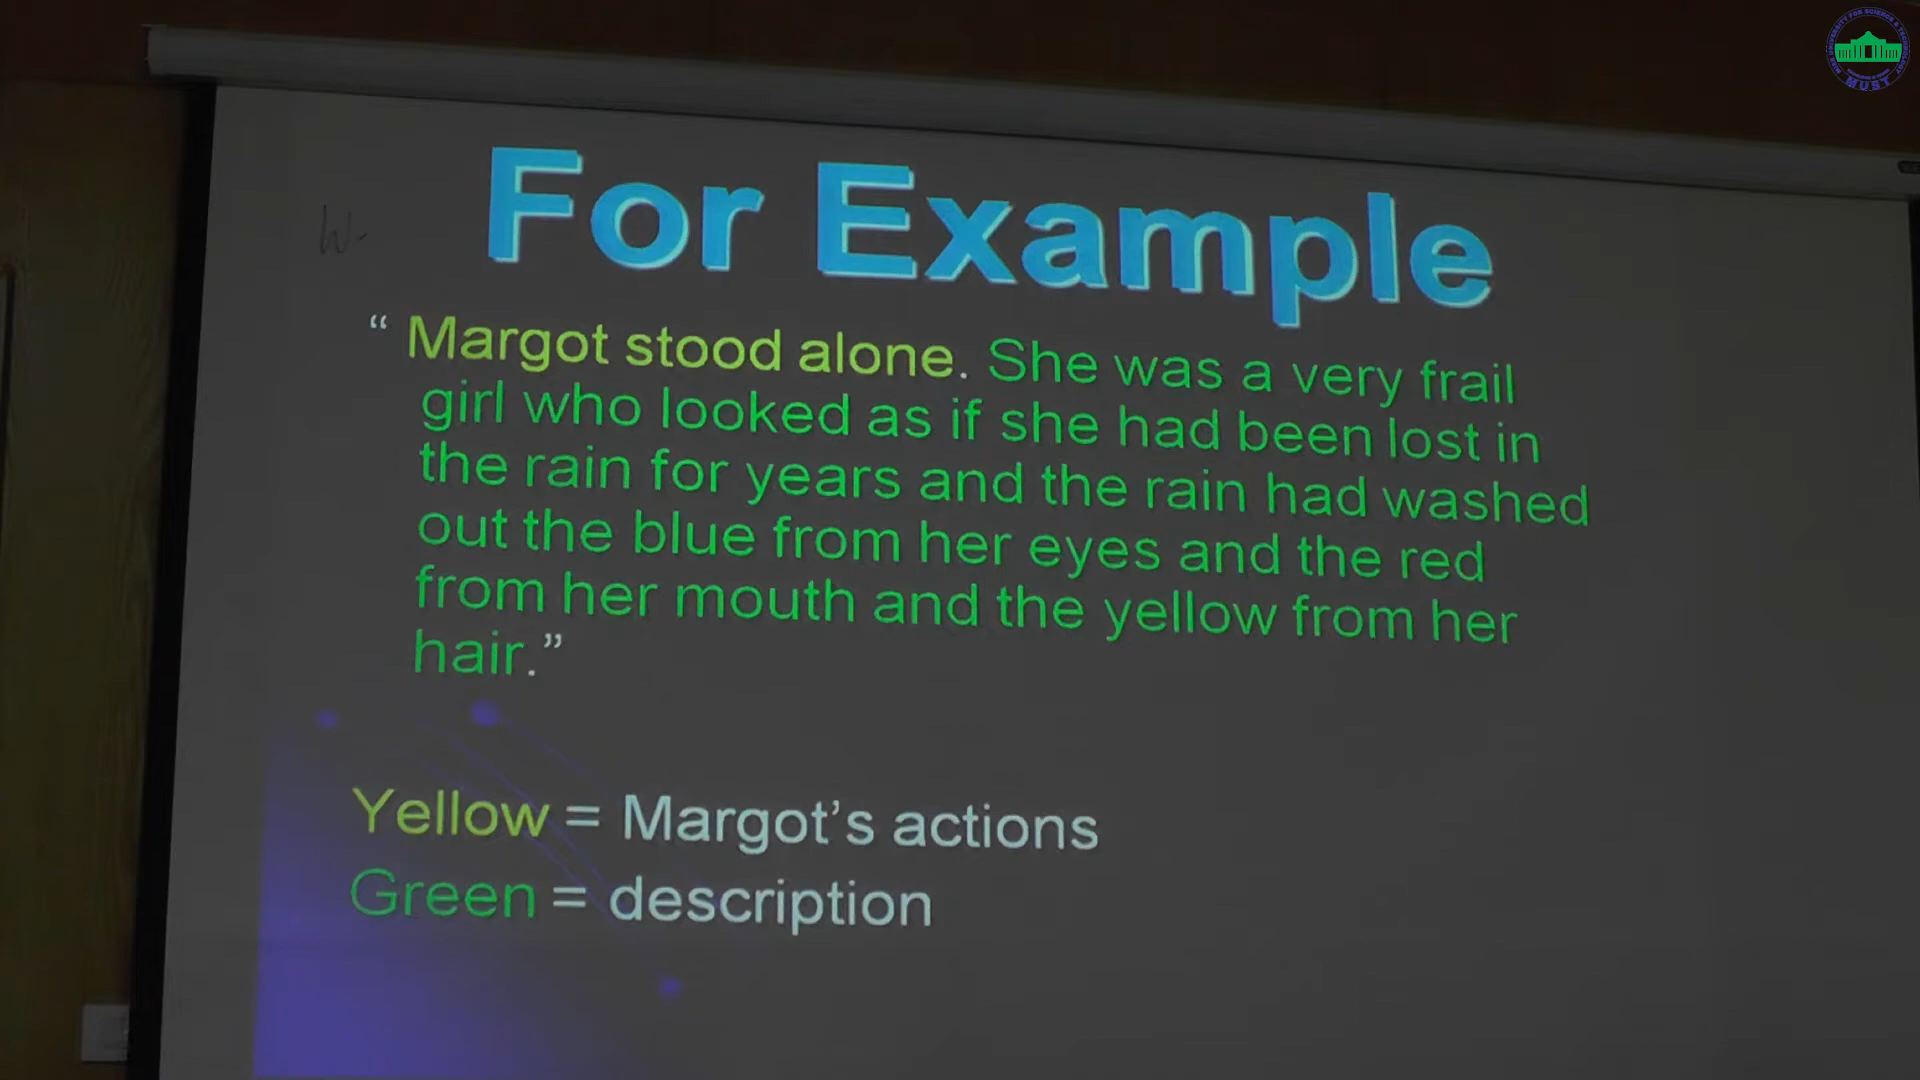 For Example
“ Margot stood alone. She was a very frail
girl who looked as if she had been lost in
the rain for years and the rain had washed
out the blue from her eyes and the red
from her mouth and the yellow from her
hair.”
Yellow = Margot’s actions
Green = description
MUST